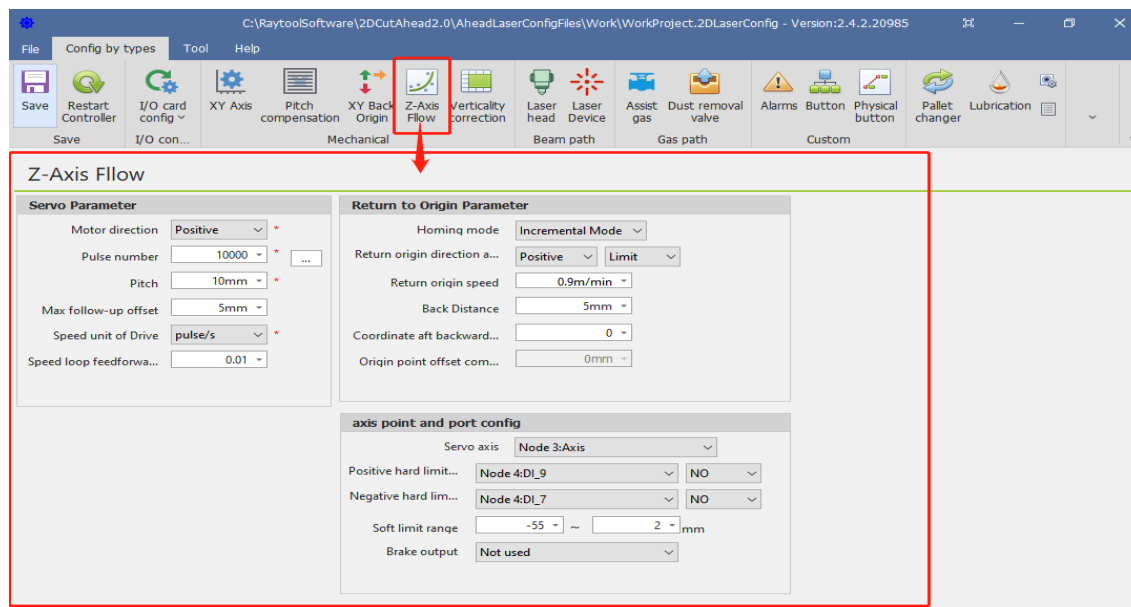 C:\RaytoolSoftware\2DCutAhead2.0\AheadLaserConfigFiles\Work\WorkProject.2DLaserConfig - Version:2.4.2.20985
File Config by types Tool Help
Save Restart Controller I/O card config XY Axis Pitch compensation XY Back Origin Z-Axis Fllow Verticality correction Laser head Laser Device Assist gas Dust removal valve Alarms Button Physical button Pallet changer Lubrication
Save I/O con... Mechanical Beam path Gas path Custom
Z-Axis Fllow
Servo Parameter
Motor direction Positive *
Pulse number 10000 * ...
Pitch 10mm *
Max follow-up offset 5mm
Speed unit of Drive pulse/s *
Speed loop feedforwa... 0.01
Return to Origin Parameter
Homing mode Incremental Mode
Return origin direction a... Positive Limit
Return origin speed 0.9m/min
Back Distance 5mm
Coordinate aft backward... 0
Origin point offset com... 0mm
axis point and port config
Servo axis Node 3:Axis
Positive hard limit... Node 4:DI_9 NO
Negative hard lim... Node 4:DI_7 NO
Soft limit range -55 ~ 2 mm
Brake output Not used